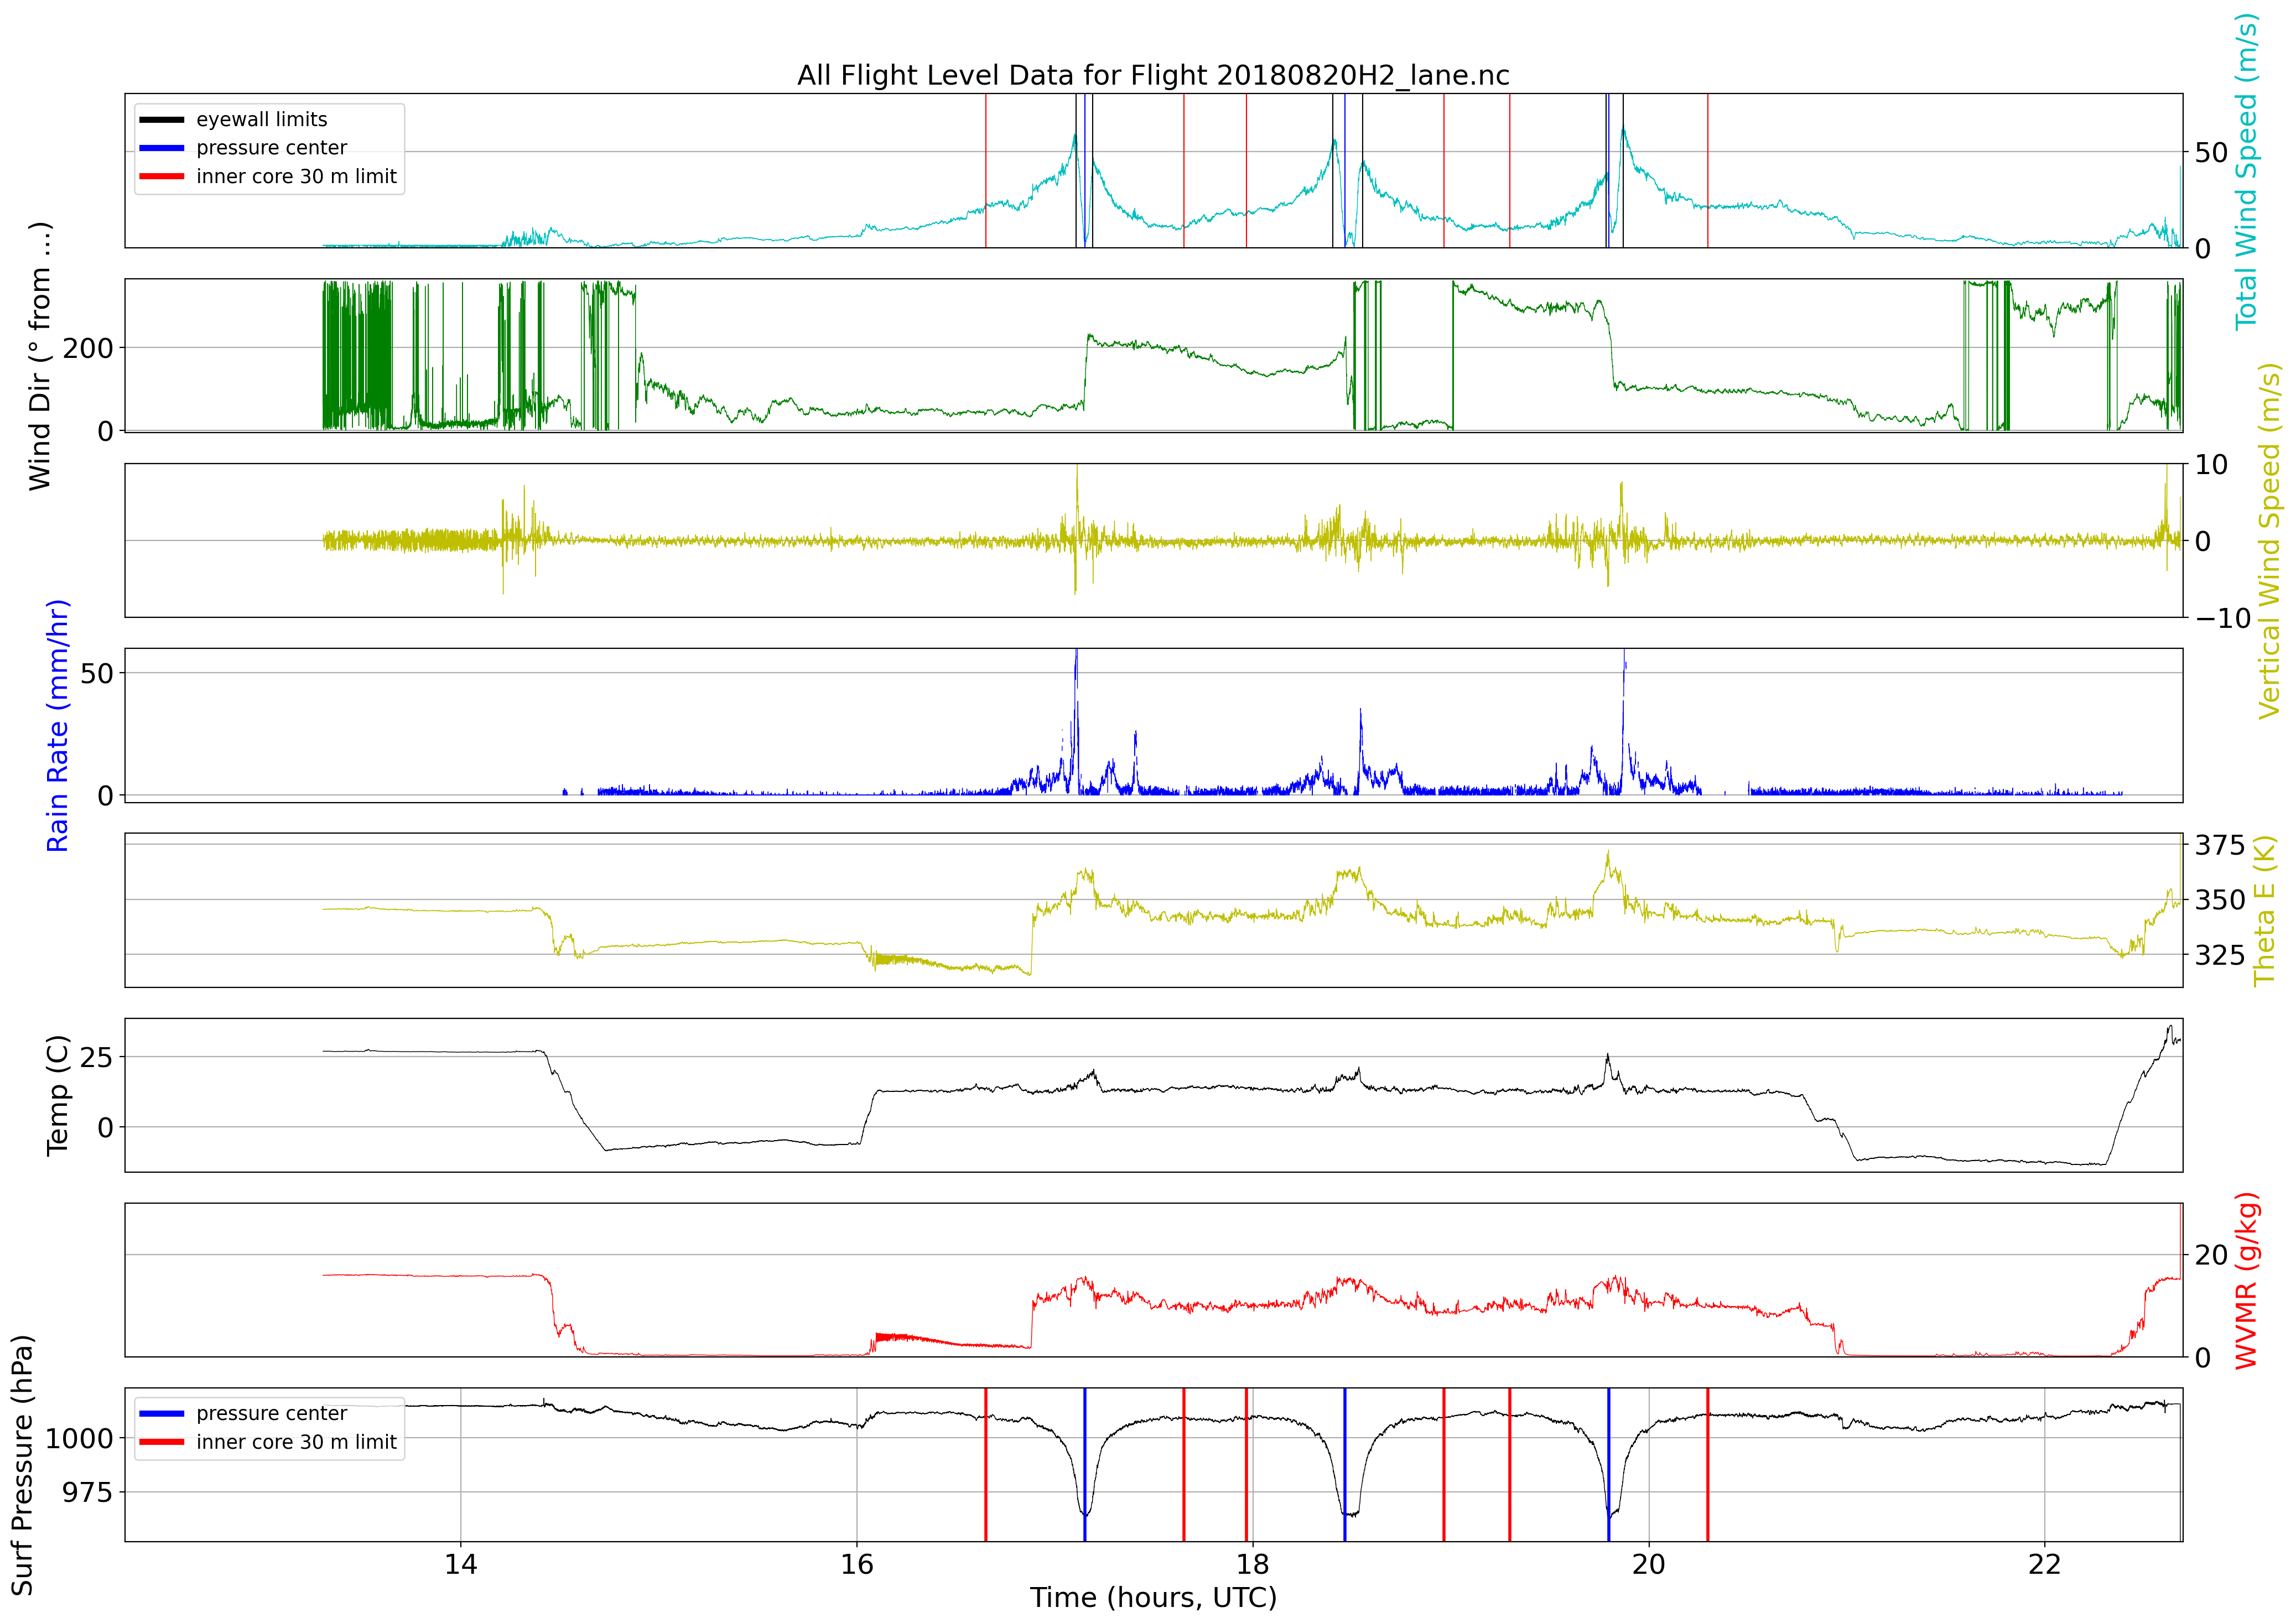 All Flight Level Data for Flight 20180820H2_lane.nc
eyewall limits
pressure center
inner core 30 m limit
50
0
Total Wind Speed (m/s)
Wind Dir (° from ...)
200
0
10
0
−10
Vertical Wind Speed (m/s)
Rain Rate (mm/hr)
50
0
375
350
325
Theta E (K)
Temp (C)
25
0
20
0
WVMR (g/kg)
Surf Pressure (hPa)
1000
975
pressure center
inner core 30 m limit
14 16 18 20 22
Time (hours, UTC)